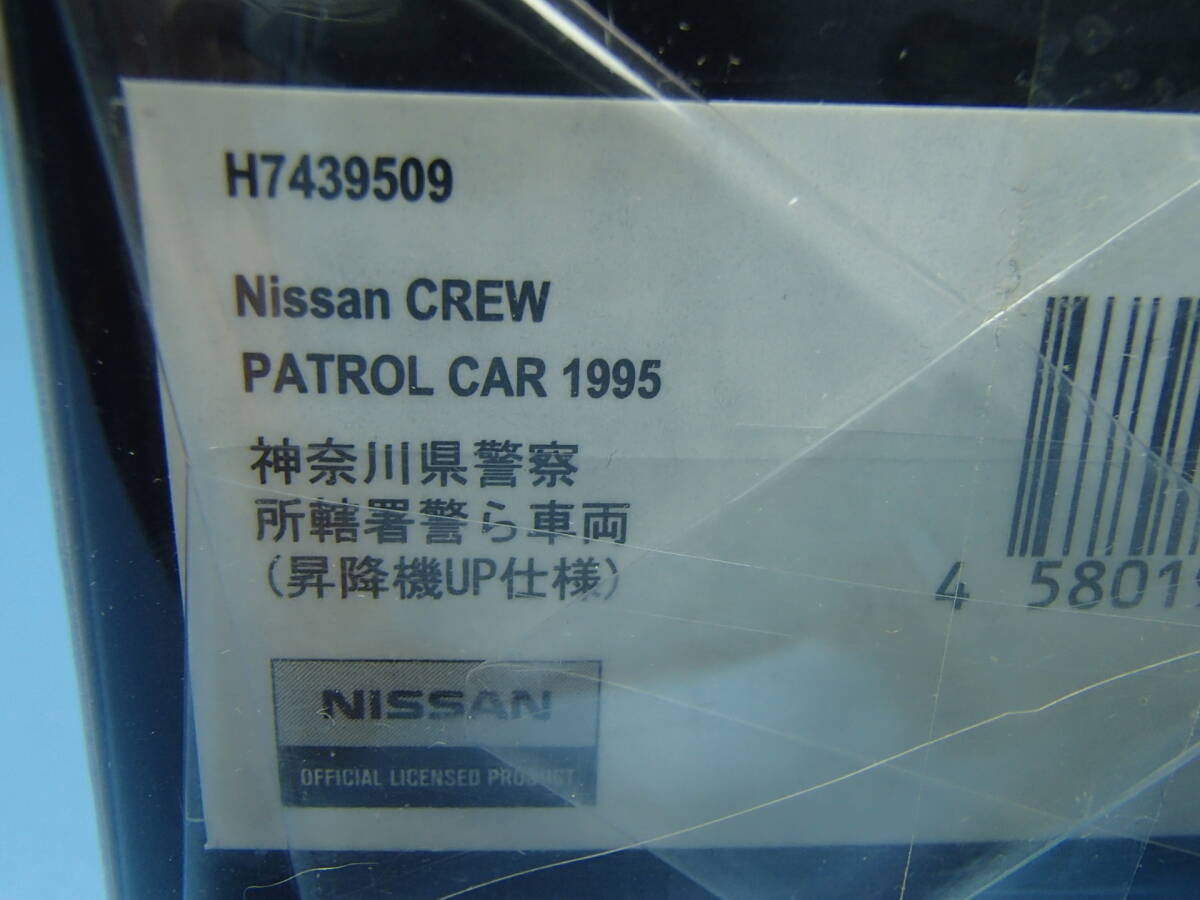 H7439509
Nissan CREW
PATROL CAR 1995
神奈川県警察
所轄署警ら車両
(昇降機UP仕様)
4 58019
NISSAN
OFFICIAL LICENSED PRODUCT